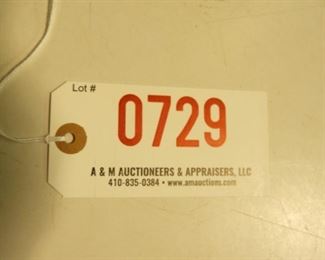 Lot #
0729
A & M AUCTIONEERS & APPRAISERS, LLC
410-835-0384 • www.amauctions.com